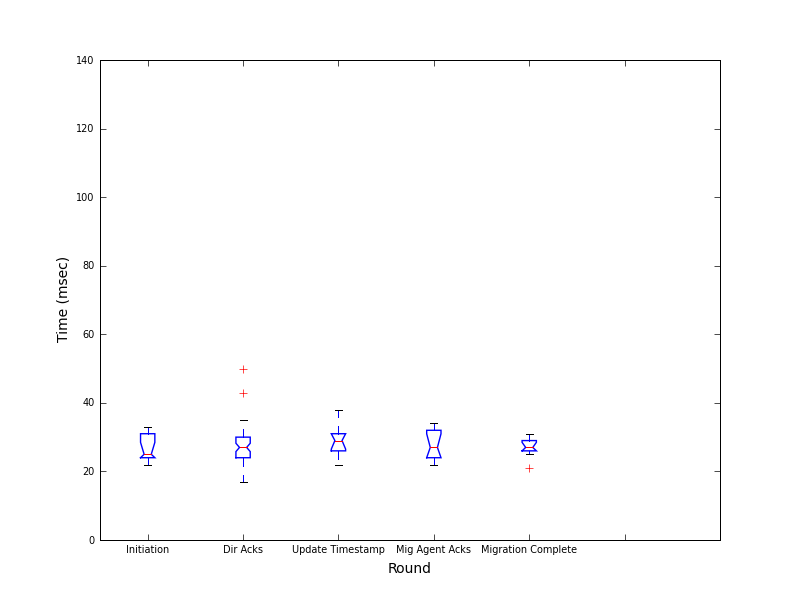 140
120
100
80
60
40
20
0
Time (msec)
Initiation
Dir Acks
Update Timestamp
Mig Agent Acks
Migration Complete
Round